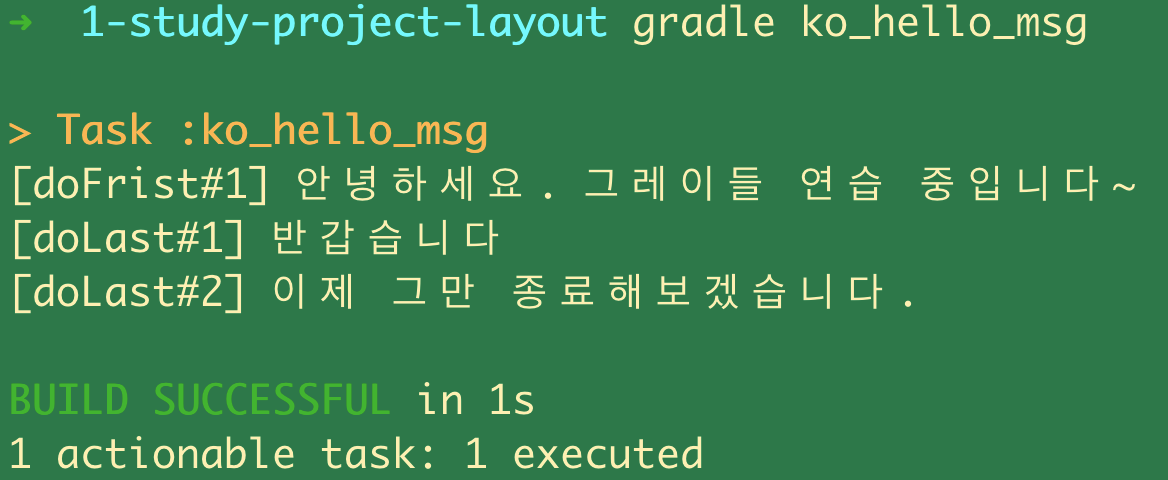 ➜ 1-study-project-layout gradle ko_hello_msg
> Task :ko_hello_msg
[doFrist#1] 안녕하세요. 그레이들 연습 중입니다~
[doLast#1] 반갑습니다
[doLast#2] 이제 그만 종료해보겠습니다.
BUILD SUCCESSFUL in 1s
1 actionable task: 1 executed